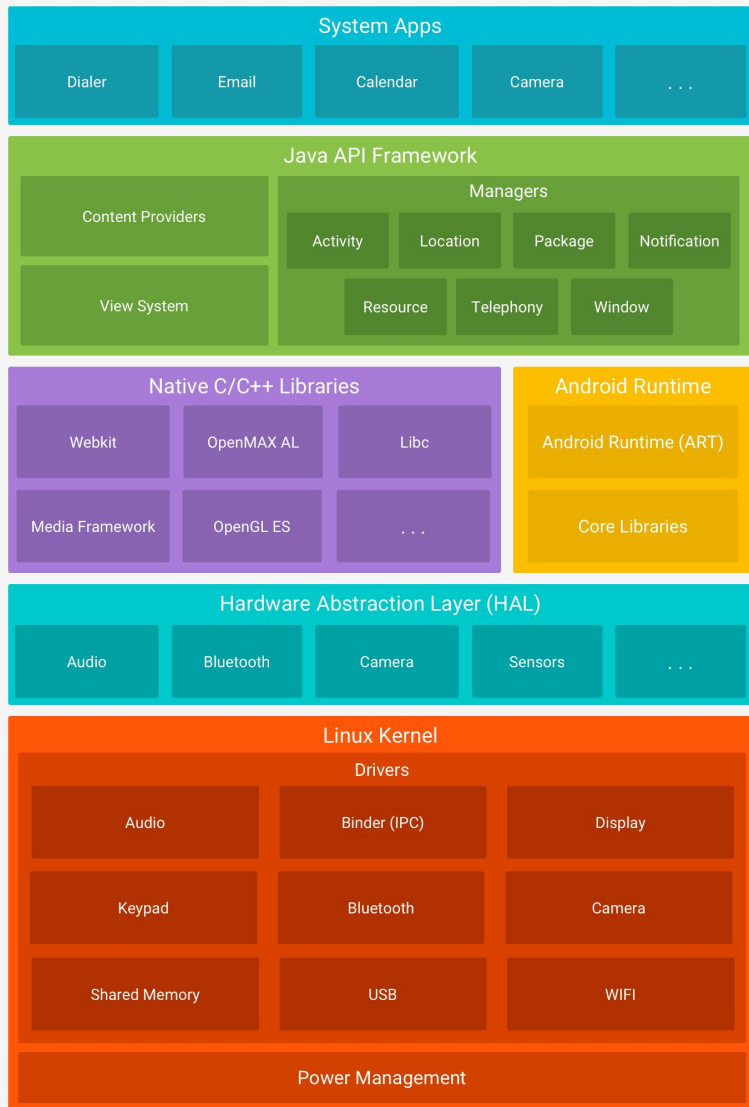 System Apps
Dialer
Email
Calendar
Camera
. . .
Java API Framework
Content Providers
View System
Managers
Activity
Location
Package
Notification
Resource
Telephony
Window
Native C/C++ Libraries
Webkit
OpenMAX AL
Libc
Media Framework
OpenGL ES
. . .
Android Runtime
Android Runtime (ART)
Core Libraries
Hardware Abstraction Layer (HAL)
Audio
Bluetooth
Camera
Sensors
. . .
Linux Kernel
Drivers
Audio
Binder (IPC)
Display
Keypad
Bluetooth
Camera
Shared Memory
USB
WIFI
Power Management